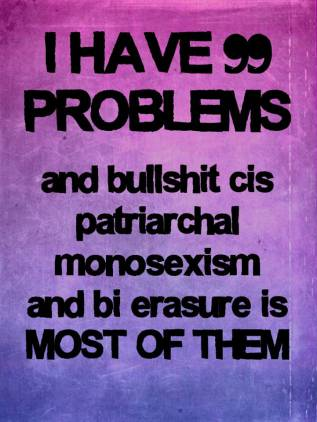 I HAVE 99
PROBLEMS
and bullshit cis
patriarchal
monosexism
and bi erasure is
MOST OF THEM